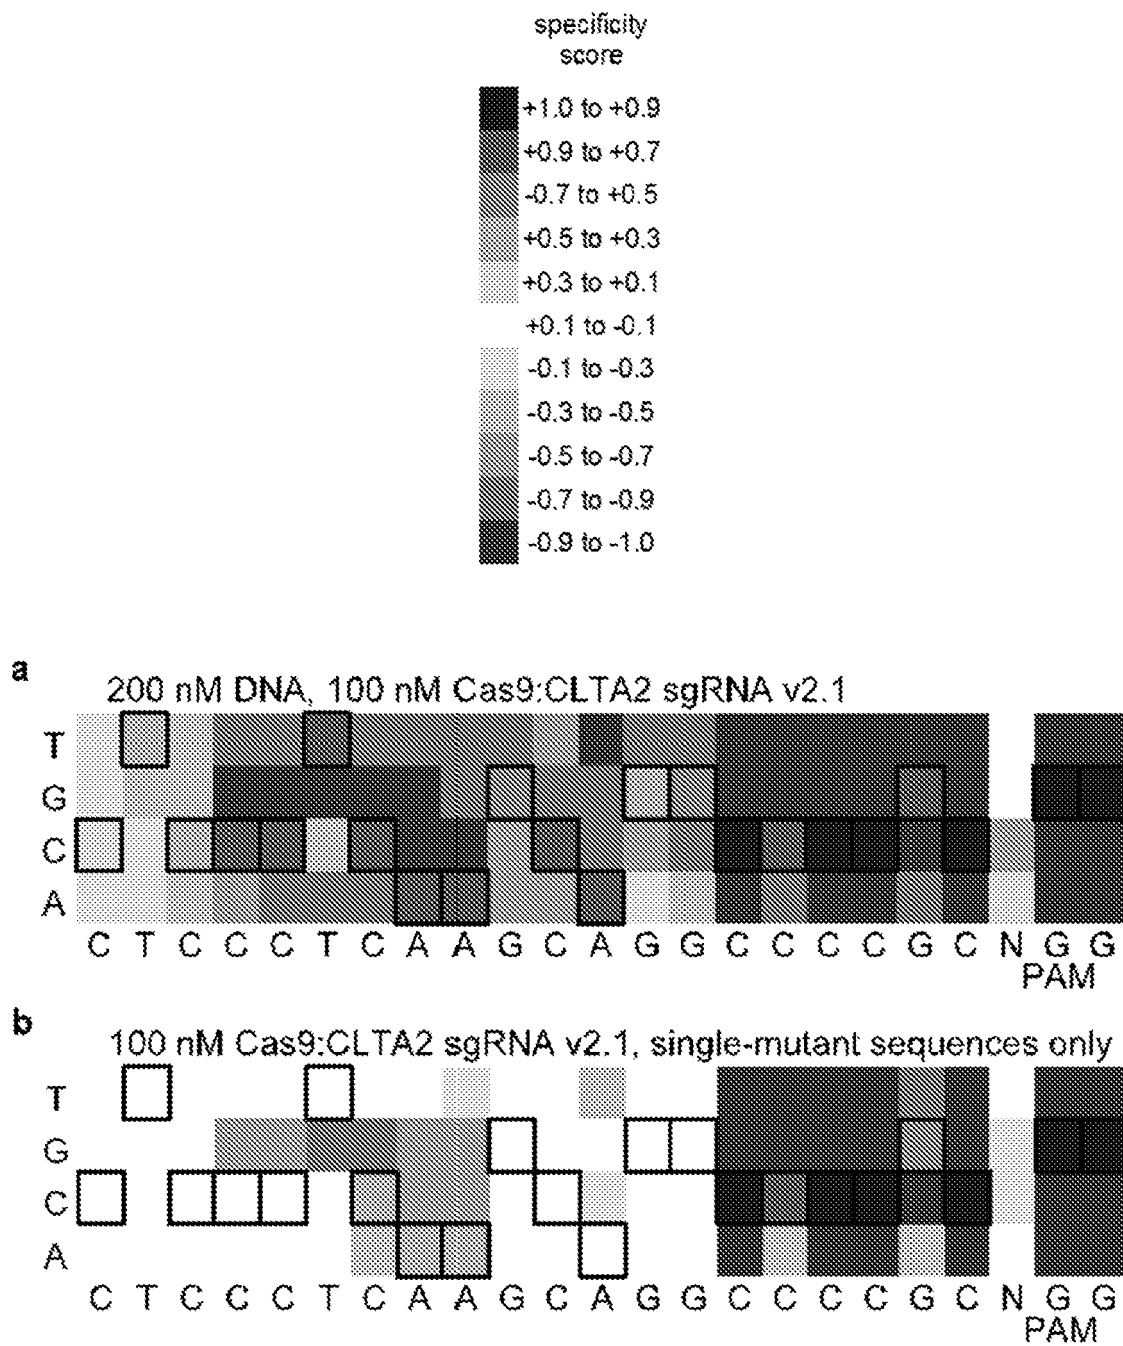 specificity
score
+1.0 to +0.9
+0.9 to +0.7
-0.7 to +0.5
+0.5 to +0.3
+0.3 to +0.1
+0.1 to -0.1
-0.1 to -0.3
-0.3 to -0.5
-0.5 to -0.7
-0.7 to -0.9
-0.9 to -1.0
a
200 nM DNA, 100 nM Cas9:CLTA2 sgRNA v2.1
T
G
C
A
C T C C C T C A A G C A G G C C C C G C N G G
PAM
b
100 nM Cas9:CLTA2 sgRNA v2.1, single-mutant sequences only
T
G
C
A
C T C C C T C A A G C A G G C C C C G C N G G
PAM